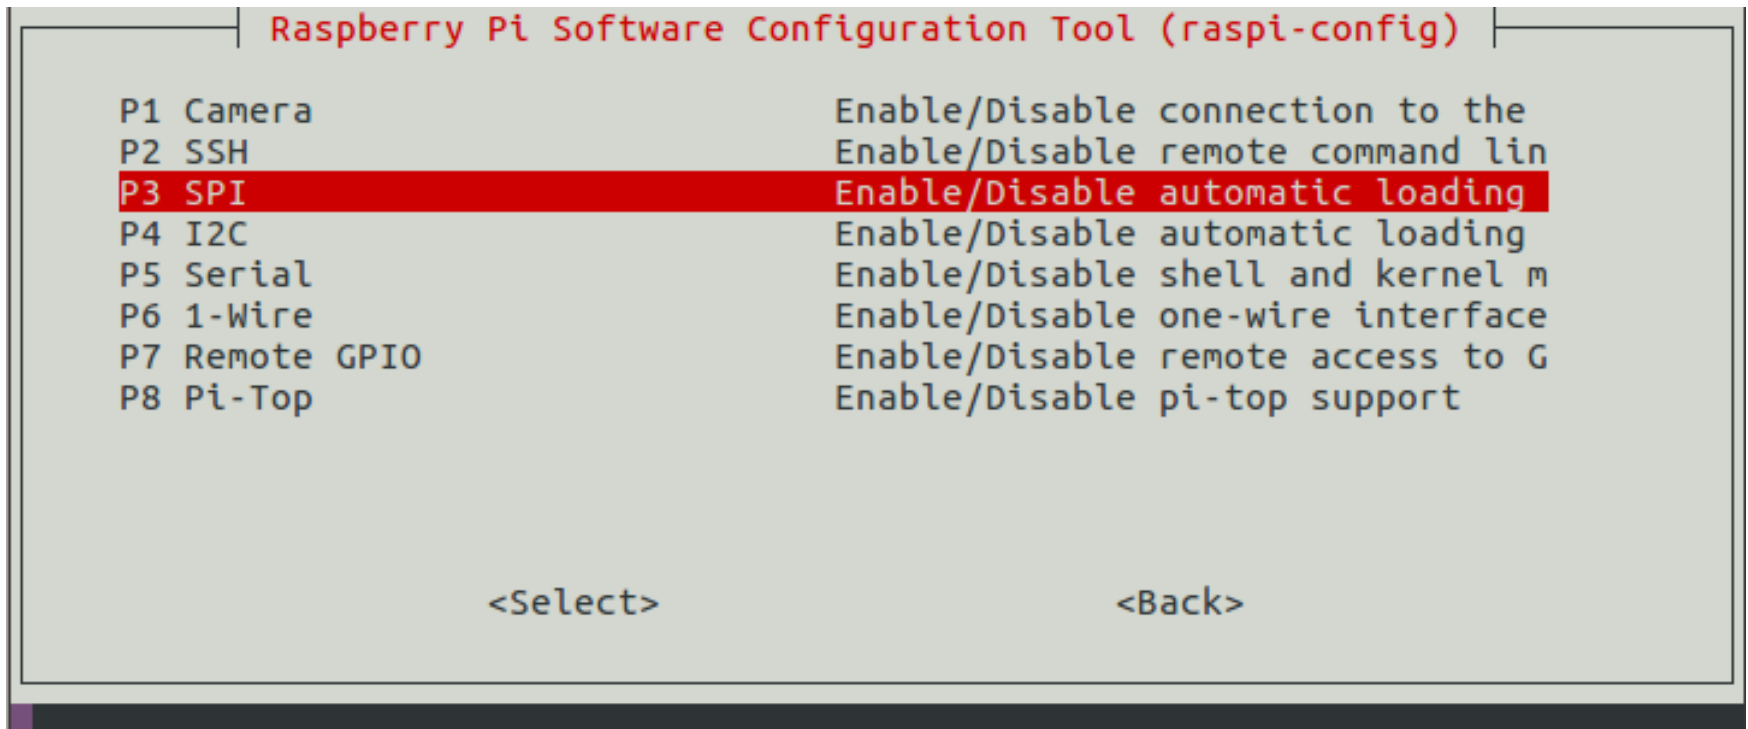 Raspberry Pi Software Configuration Tool (raspi-config)
P1 Camera Enable/Disable connection to the
P2 SSH Enable/Disable remote command lin
P3 SPI Enable/Disable automatic loading
P4 I2C Enable/Disable automatic loading
P5 Serial Enable/Disable shell and kernel m
P6 1-Wire Enable/Disable one-wire interface
P7 Remote GPIO Enable/Disable remote access to G
P8 Pi-Top Enable/Disable pi-top support
<Select> <Back>